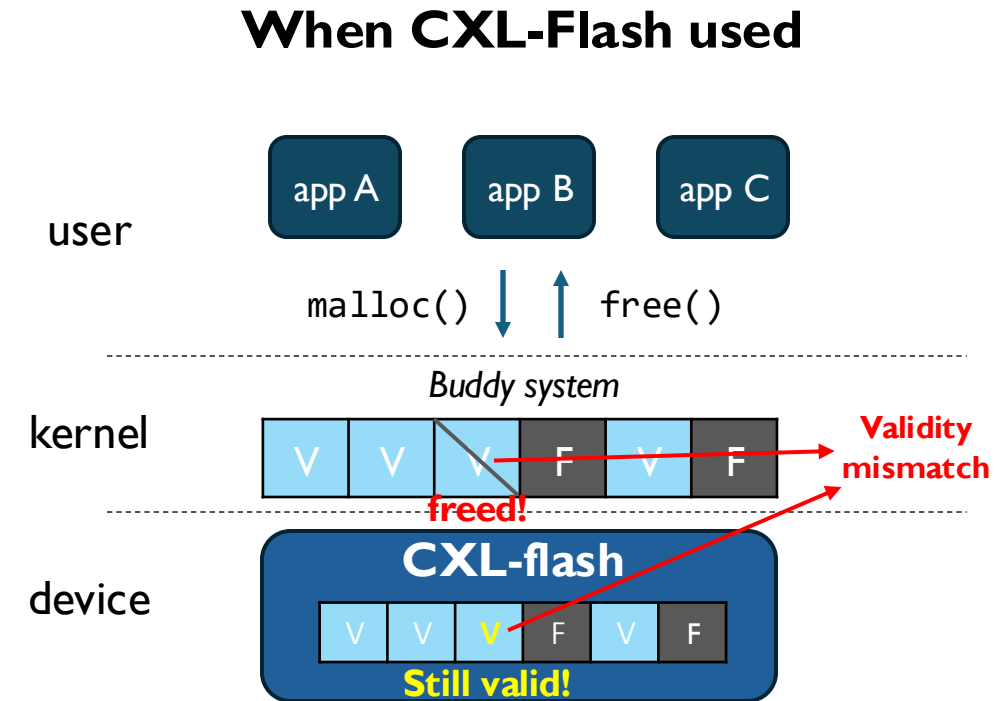 When CXL-Flash used
app A app B app C
user
malloc() free()
Buddy system
kernel
V V V F V F
Validity
mismatch
freed!
CXL-flash
device
V V V F V F
Still valid!